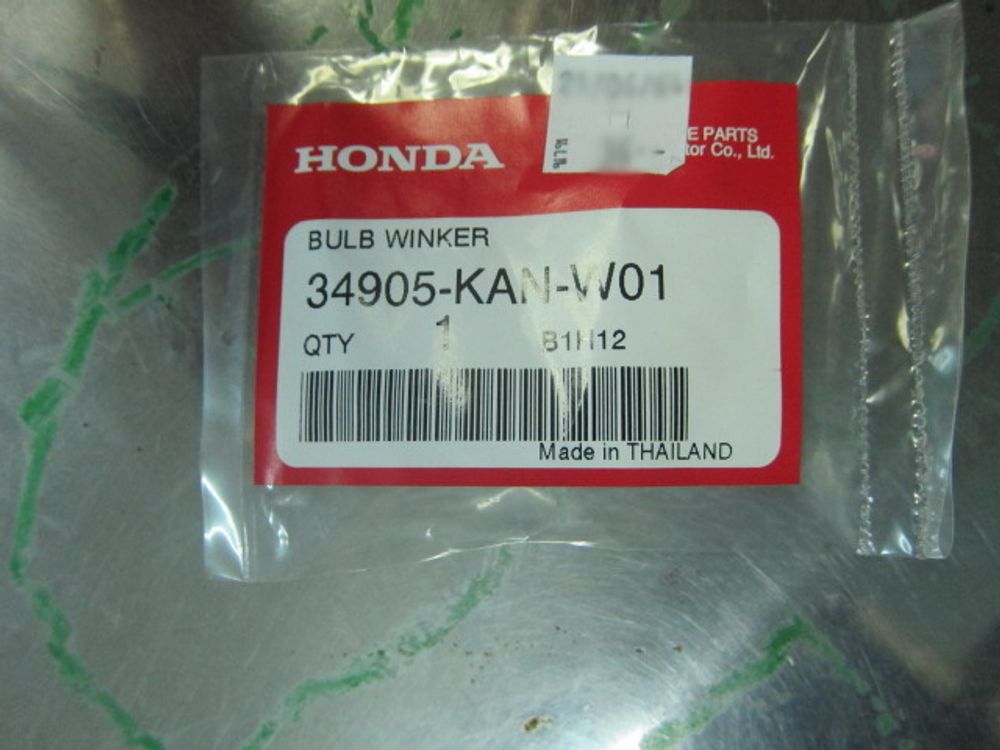 HONDA
E PARTS
tor Co., Ltd.
BULB WINKER
34905-KAN-W01
QTY 1 B1H12
Made in THAILAND